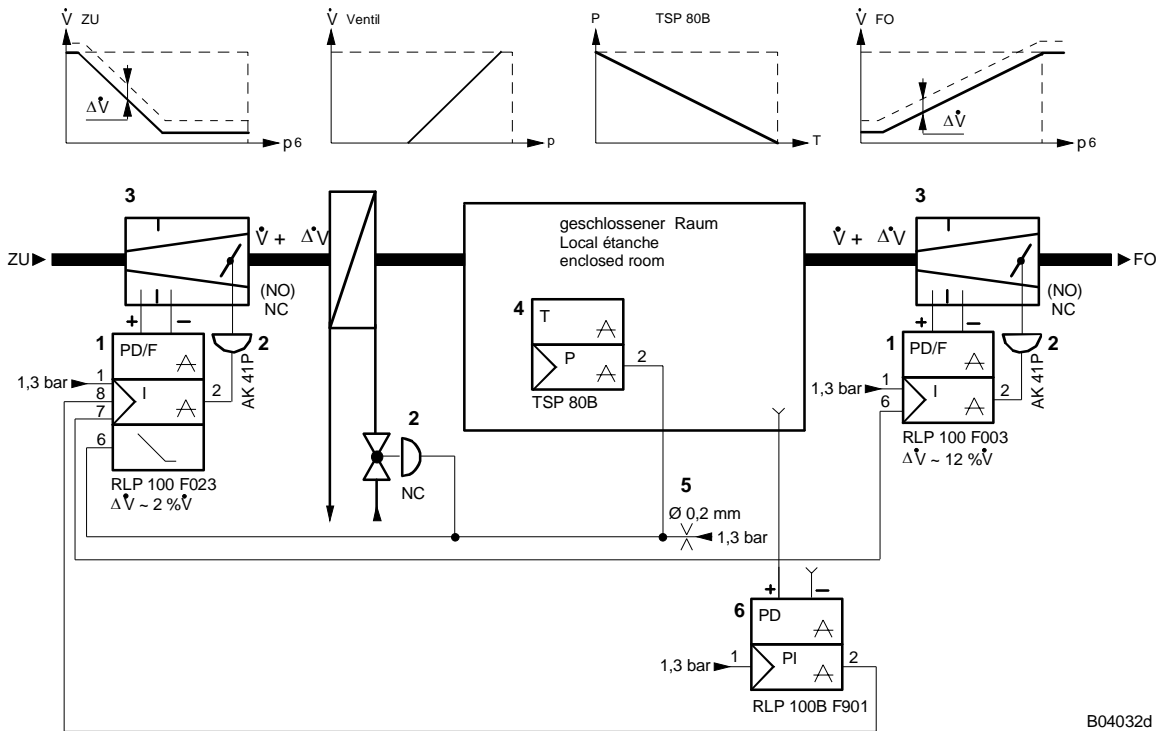 V̇ ZU
ΔV̇
p6
V̇ Ventil
p
P
TSP 80B
T
V̇ FO
ΔV̇
p6
3
ZU
V̇ + ΔV̇
(NO)
NC
+ −
1
PD/F
2
AK 41P
1,3 bar
1
8
I
2
7
6
RLP 100 F023
ΔV̇ ~ 2 %V̇
2
NC
geschlossener Raum
Local étanche
enclosed room
4
T
P
2
TSP 80B
5
Ø 0,2 mm
1,3 bar
3
V̇ + ΔV̇
FO
(NO)
NC
+ −
1
PD/F
2
AK 41P
1,3 bar
1
6
I
2
RLP 100 F003
ΔV̇ ~ 12 %V̇
+ −
6
PD
1,3 bar
1
PI
2
RLP 100B F901
B04032d